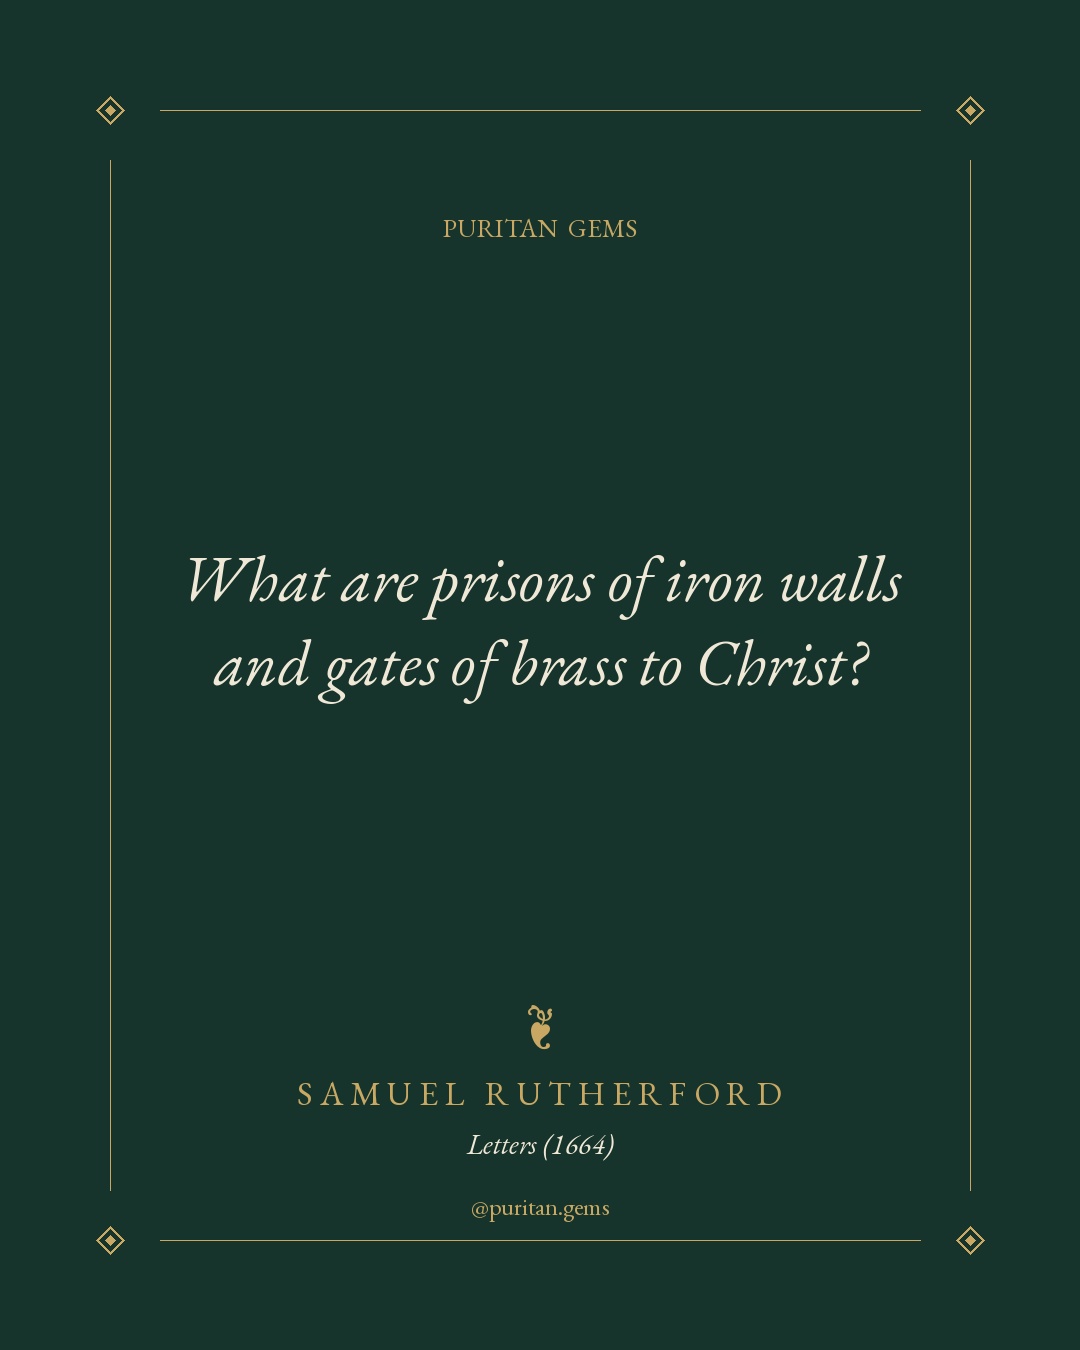 PURITAN GEMS
What are prisons of iron walls
and gates of brass to Christ?
SAMUEL RUTHERFORD
Letters (1664)
@puritan.gems